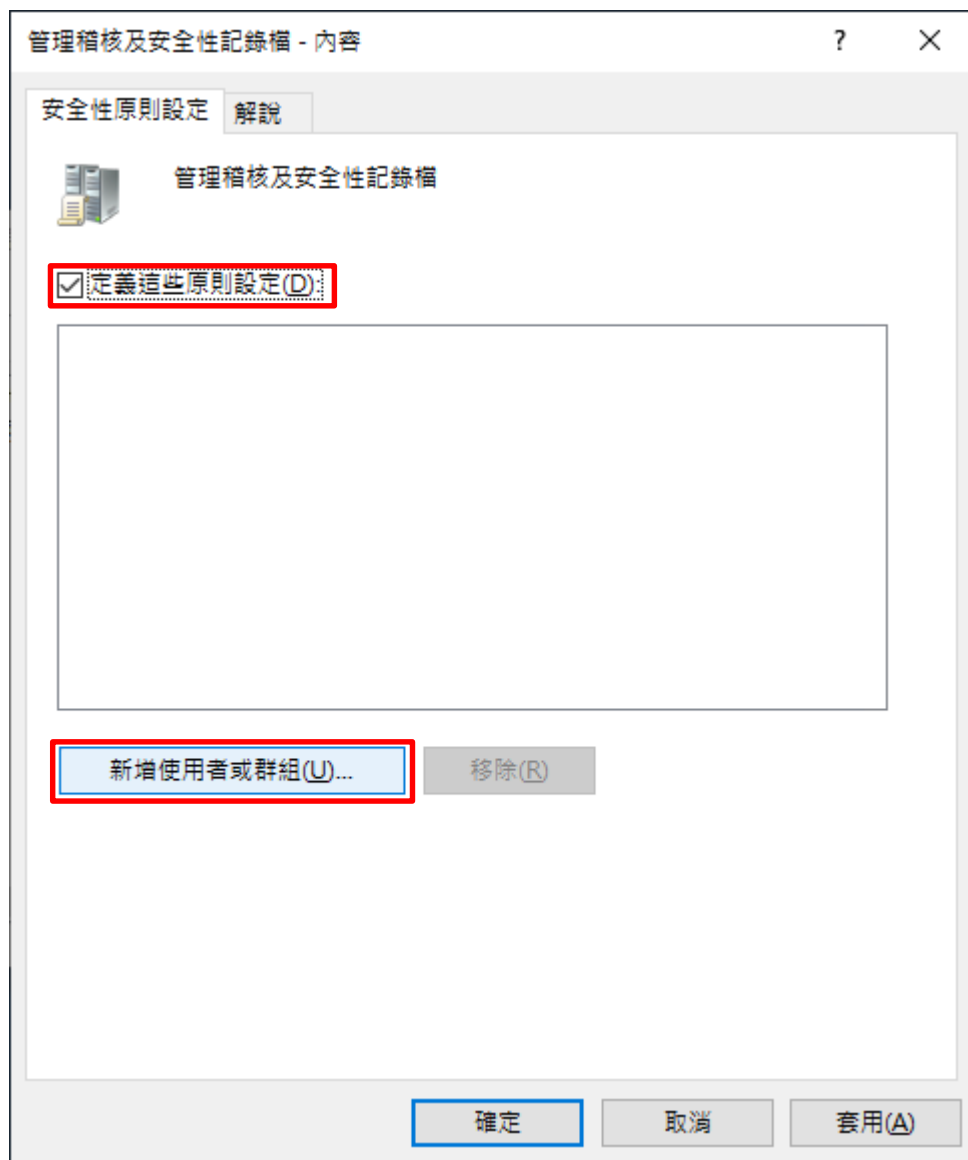 管理稽核及安全性記錄檔 - 內容 ?
安全性原則設定 解說
管理稽核及安全性記錄檔
定義這些原則設定(D):
新增使用者或群組(U)... 移除(R)
確定 取消 套用(A)